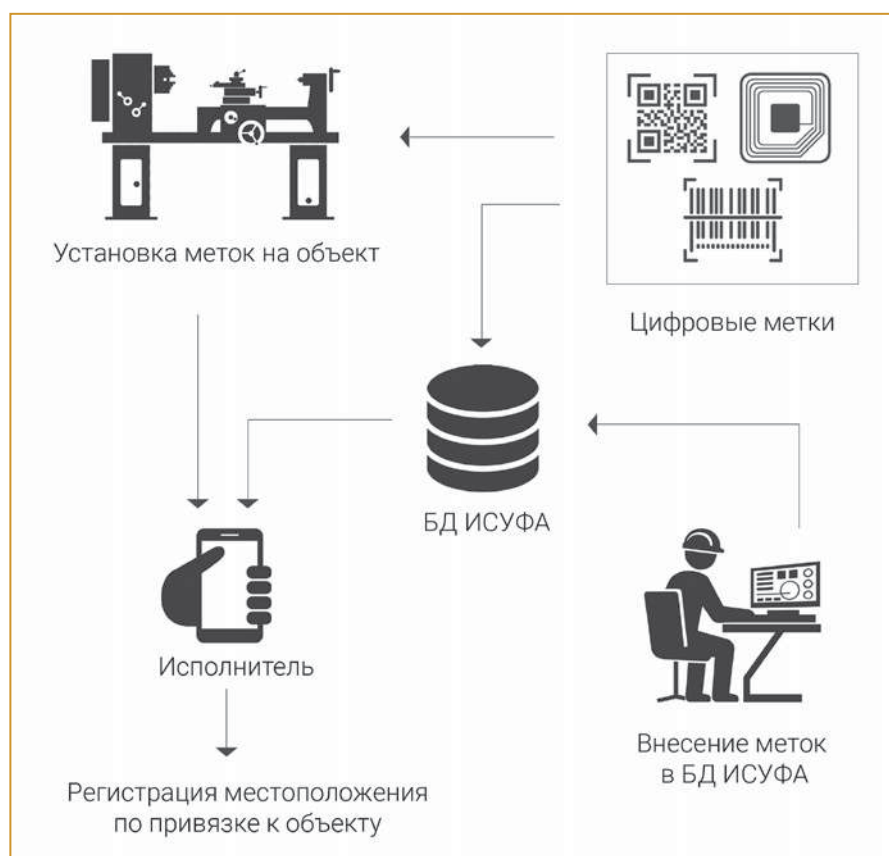 Установка меток на объект
Цифровые метки
БД ИСУФА
Исполнитель
Внесение меток
в БД ИСУФА
Регистрация местоположения
по привязке к объекту